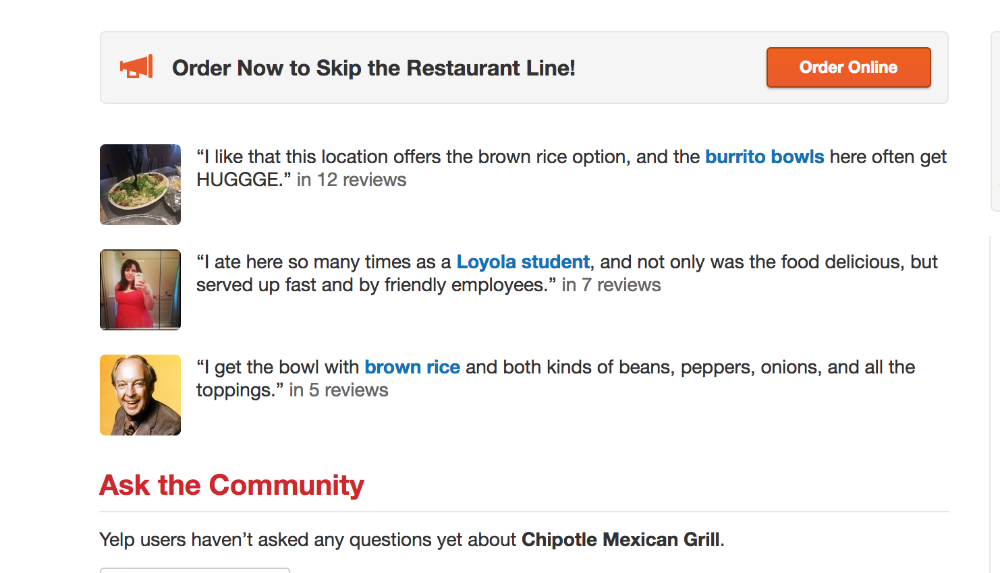 Order Now to Skip the Restaurant Line!
Order Online
“I like that this location offers the brown rice option, and the burrito bowls here often get
HUGGGE.” in 12 reviews
“I ate here so many times as a Loyola student, and not only was the food delicious, but
served up fast and by friendly employees.” in 7 reviews
“I get the bowl with brown rice and both kinds of beans, peppers, onions, and all the
toppings.” in 5 reviews
Ask the Community
Yelp users haven’t asked any questions yet about Chipotle Mexican Grill.